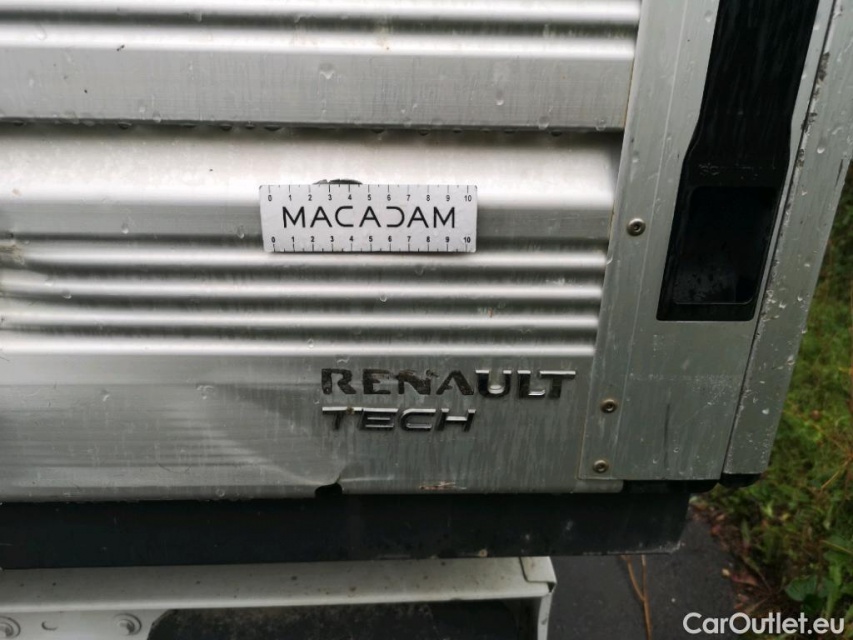 0 1 2 3 4 5 6 7 8 9 10
MACADAM
0 1 2 3 4 5 6 7 8 9 10
RENAULT
TECH
CarOutlet.eu